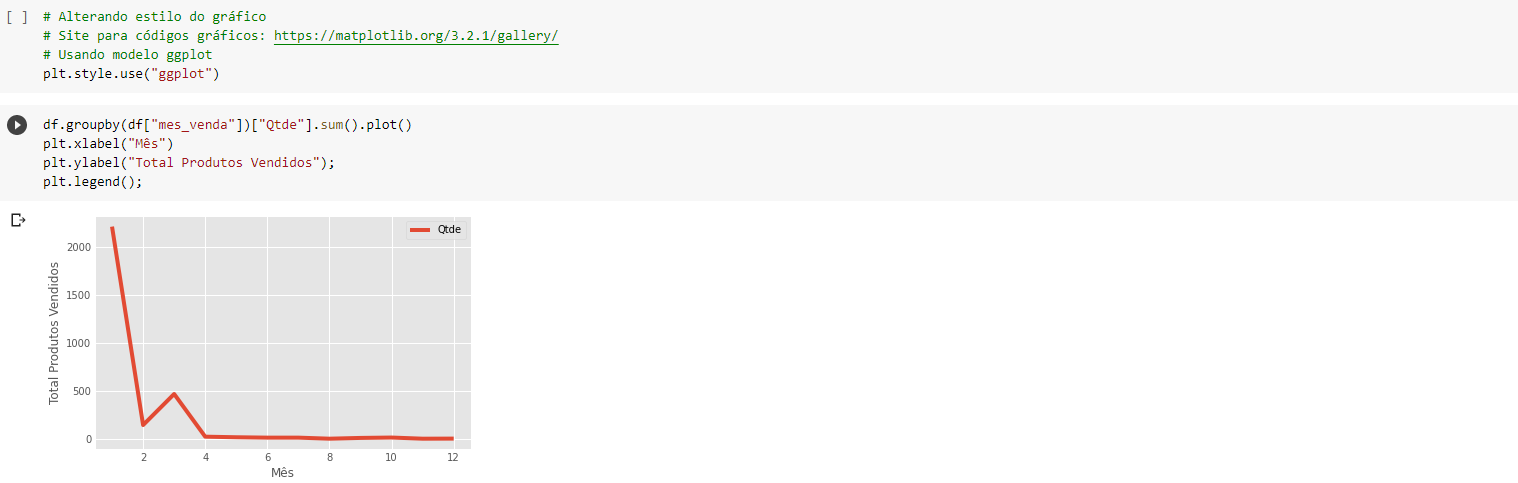 [ ] # Alterando estilo do gráfico
# Site para códigos gráficos: https://matplotlib.org/3.2.1/gallery/
# Usando modelo ggplot
plt.style.use("ggplot")
df.groupby(df["mes_venda"])["Qtde"].sum().plot()
plt.xlabel("Mês")
plt.ylabel("Total Produtos Vendidos");
plt.legend();
Qtde
Total Produtos Vendidos
2000
1500
1000
500
0
2 4 6 8 10 12
Mês